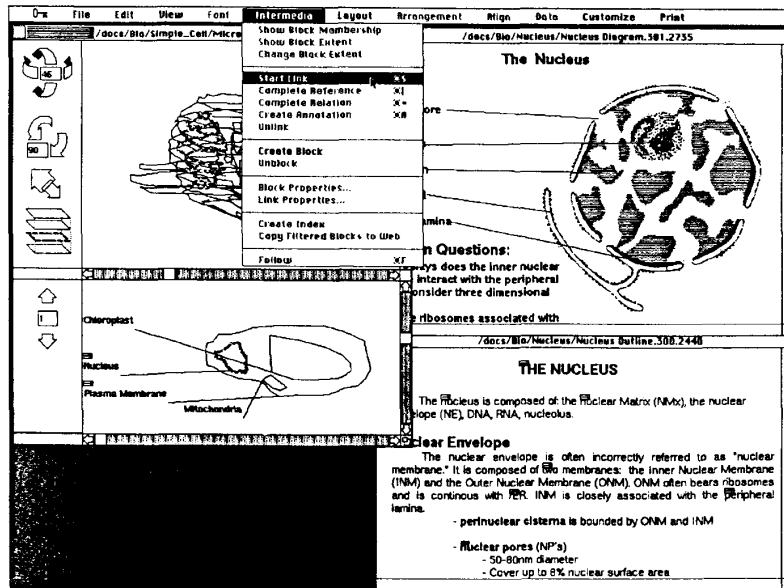 File Edit View Font Intermedia Layout Arrangement Align Data Customize Print
/docs/Bio/Simple_Cell/Micro
Show Block Membership
Show Block Extent
Change Block Extent
Start Link ⌘S
Complete Reference
Complete Relation ⌘=
Create Annotation
Unlink
Create Block
Unblock
Block Properties...
Link Properties...
Create Index
Copy Filtered Blocks to Web
Follow ⌘F
46
90
/docs/Bio/Nucleus/Nucleus Diagram.301.2735
The Nucleus
ore
amina
n Questions:
ys does the inner nuclear
interact with the peripheral
onsider three dimensional
ribosomes associated with
1
Chloroplast
Nucleus
Plasma Membrane
Mitochondria
/docs/Bio/Nucleus/Nucleus Outline.300.2440
THE NUCLEUS
The nucleus is composed of: the nuclear Matrix (NMx), the nuclear
elope (NE), DNA, RNA, nucleolus.
clear Envelope
The nuclear envelope is often incorrectly referred to as "nuclear
membrane." It is composed of two membranes: the Inner Nuclear Membrane
(INM) and the Outer Nuclear Membrane (ONM). ONM often bears ribosomes
and is continous with rER. INM is closely associated with the peripheral
lamina.
- perinuclear cisterna is bounded by ONM and INM
- nuclear pores (NP's)
- 50-80nm diameter
- Cover up to 8% nuclear surface area